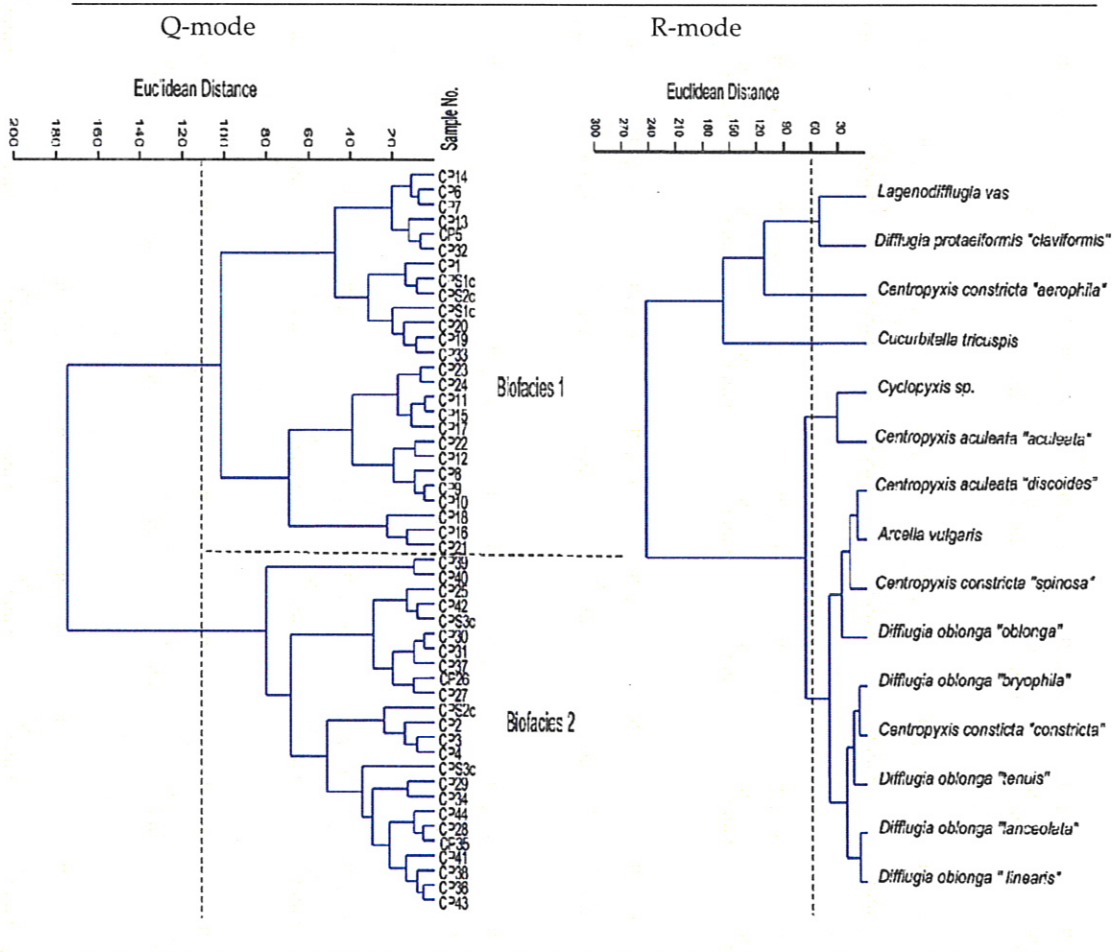 Q-mode
R-mode
Euclidean Distance
Sample No.
Euclidean Distance
200 180 160 140 120 100 80 60 40 20
300 270 240 210 180 150 120 90 60 30
CP14
CP6
CP7
CP13
CP5
CP32
CP1
CPS1c
CPS2c
CPS1c
CP20
CP19
CP33
CP23
CP24
CP11
CP15
CP17
CP22
CP12
CP8
CP9
CP10
CP18
CP16
CP21
CP39
CP40
CP25
CP42
CPS3c
CP30
CP31
CP37
CP26
CP27
CPS2c
CP2
CP3
CP4
CPS3c
CP29
CP34
CP44
CP28
CP35
CP41
CP38
CP36
CP43
Biofacies 1
Biofacies 2
Lagenodifflugia vas
Difflugia protaeiformis "claviformis"
Centropyxis constricta "aerophila"
Cucurbitella tricuspis
Cyclopyxis sp.
Centropyxis aculeata "aculeata"
Centropyxis aculeata "discoides"
Arcella vulgaris
Centropyxis constricta "spinosa"
Difflugia oblonga "oblonga"
Difflugia oblonga "bryophila"
Centropyxis consticta "constricta"
Difflugia oblonga "tenuis"
Difflugia oblonga "lanceolata"
Difflugia oblonga " linearis"